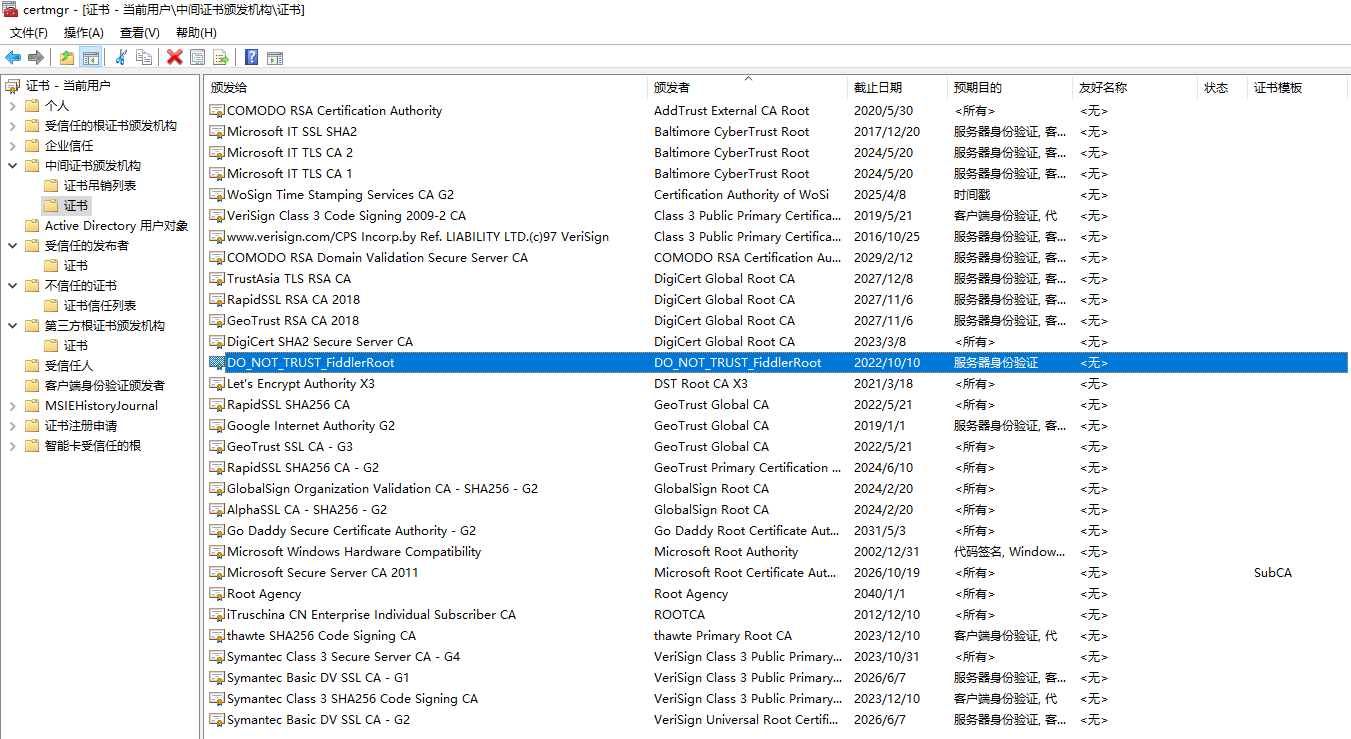 certmgr - [证书 - 当前用户\中间证书颁发机构\证书]
文件(F) 操作(A) 查看(V) 帮助(H)
证书 - 当前用户
个人
受信任的根证书颁发机构
企业信任
中间证书颁发机构
证书吊销列表
证书
Active Directory 用户对象
受信任的发布者
证书
不信任的证书
证书信任列表
第三方根证书颁发机构
证书
受信任人
客户端身份验证颁发者
MSIEHistoryJournal
证书注册申请
智能卡受信任的根
颁发给 颁发者 截止日期 预期目的 友好名称 状态 证书模板
COMODO RSA Certification Authority AddTrust External CA Root 2020/5/30 <所有> <无>
Microsoft IT SSL SHA2 Baltimore CyberTrust Root 2017/12/20 服务器身份验证, 客... <无>
Microsoft IT TLS CA 2 Baltimore CyberTrust Root 2024/5/20 服务器身份验证, 客... <无>
Microsoft IT TLS CA 1 Baltimore CyberTrust Root 2024/5/20 服务器身份验证, 客... <无>
WoSign Time Stamping Services CA G2 Certification Authority of WoSi 2025/4/8 时间戳 <无>
VeriSign Class 3 Code Signing 2009-2 CA Class 3 Public Primary Certifica... 2019/5/21 客户端身份验证, 代 <无>
www.verisign.com/CPS Incorp.by Ref. LIABILITY LTD.(c)97 VeriSign Class 3 Public Primary Certifica... 2016/10/25 服务器身份验证, 客... <无>
COMODO RSA Domain Validation Secure Server CA COMODO RSA Certification Au... 2029/2/12 服务器身份验证, 客... <无>
TrustAsia TLS RSA CA DigiCert Global Root CA 2027/12/8 服务器身份验证, 客... <无>
RapidSSL RSA CA 2018 DigiCert Global Root CA 2027/11/6 服务器身份验证, 客... <无>
GeoTrust RSA CA 2018 DigiCert Global Root CA 2027/11/6 服务器身份验证, 客... <无>
DigiCert SHA2 Secure Server CA DigiCert Global Root CA 2023/3/8 <所有> <无>
DO_NOT_TRUST_FiddlerRoot DO_NOT_TRUST_FiddlerRoot 2022/10/10 服务器身份验证 <无>
Let's Encrypt Authority X3 DST Root CA X3 2021/3/18 <所有> <无>
RapidSSL SHA256 CA GeoTrust Global CA 2022/5/21 <所有> <无>
Google Internet Authority G2 GeoTrust Global CA 2019/1/1 服务器身份验证, 客... <无>
GeoTrust SSL CA - G3 GeoTrust Global CA 2022/5/21 <所有> <无>
RapidSSL SHA256 CA - G2 GeoTrust Primary Certification ... 2024/6/10 <所有> <无>
GlobalSign Organization Validation CA - SHA256 - G2 GlobalSign Root CA 2024/2/20 <所有> <无>
AlphaSSL CA - SHA256 - G2 GlobalSign Root CA 2024/2/20 <所有> <无>
Go Daddy Secure Certificate Authority - G2 Go Daddy Root Certificate Aut... 2031/5/3 <所有> <无>
Microsoft Windows Hardware Compatibility Microsoft Root Authority 2002/12/31 代码签名, Window... <无>
Microsoft Secure Server CA 2011 Microsoft Root Certificate Aut... 2026/10/19 <所有> <无> SubCA
Root Agency Root Agency 2040/1/1 <所有> <无>
iTruschina CN Enterprise Individual Subscriber CA ROOTCA 2012/12/10 <所有> <无>
thawte SHA256 Code Signing CA thawte Primary Root CA 2023/12/10 客户端身份验证, 代 <无>
Symantec Class 3 Secure Server CA - G4 VeriSign Class 3 Public Primary... 2023/10/31 <所有> <无>
Symantec Basic DV SSL CA - G1 VeriSign Class 3 Public Primary... 2026/6/7 服务器身份验证, 客... <无>
Symantec Class 3 SHA256 Code Signing CA VeriSign Class 3 Public Primary... 2023/12/10 客户端身份验证, 代 <无>
Symantec Basic DV SSL CA - G2 VeriSign Universal Root Certifi... 2026/6/7 服务器身份验证, 客... <无>